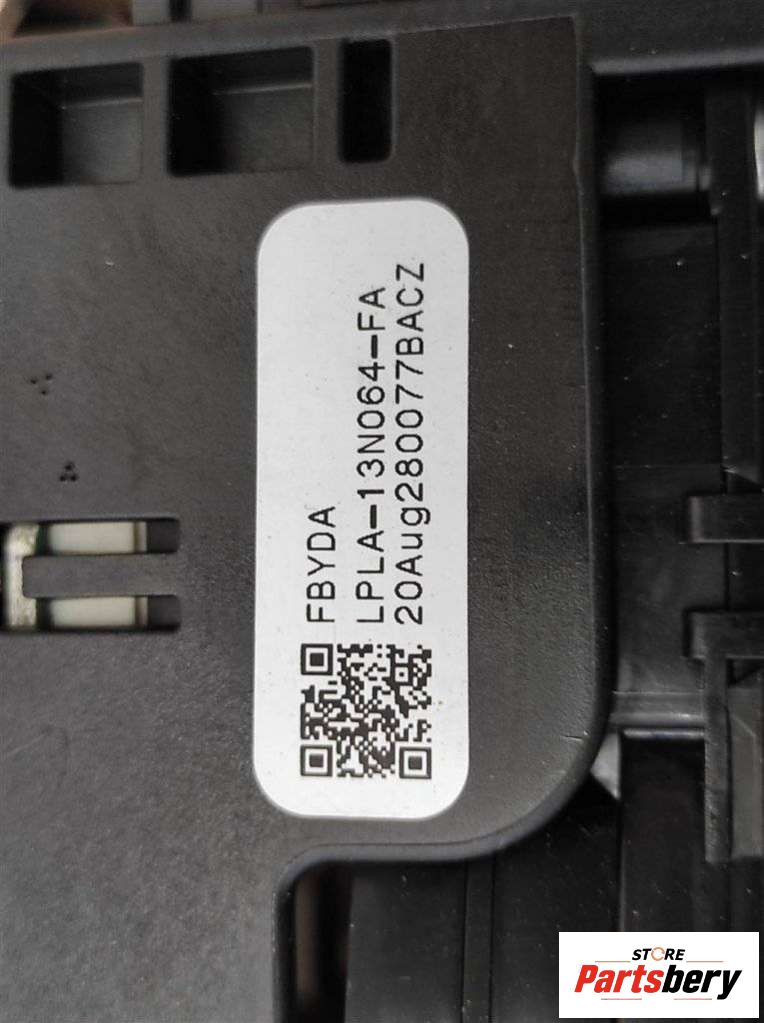 FBYDA
LPLA-13N064-FA
20Aug280077BACZ
STORE
Partsbery